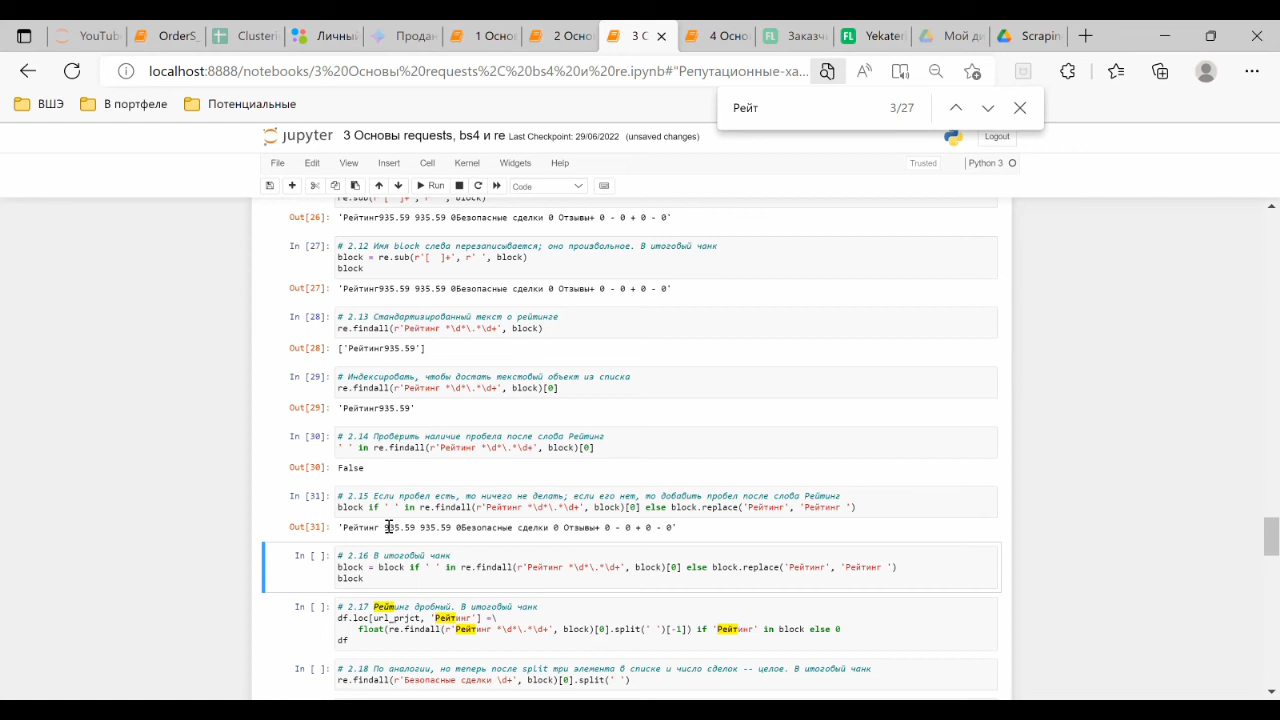 YouTub
OrderS_
Clusteri
Личный
Продан
1 Осно
2 Осно
3 О
4 Осно
Заказч
Yekater
Мой ди
Scrapin
localhost:8888/notebooks/3%20Основы%20requests%2C%20bs4%20и%20re.ipynb#"Репутационные-ха...
ВШЭ
В портфеле
Потенциальные
Рейт
3/27
jupyter 3 Основы requests, bs4 и re Last Checkpoint: 29/06/2022 (unsaved changes)
Logout
File Edit View Insert Cell Kernel Widgets Help
Trusted
Python 3
Run
Code
Out[26]: 'Рейтинг935.59 935.59 0Безопасные сделки 0 Отзывы+ 0 - 0 + 0 - 0'
In [27]: # 2.12 Имя block слева перезаписывается; оно произвольное. В итоговый чанк
block = re.sub(r'[  ]+', r' ', block)
block
Out[27]: 'Рейтинг935.59 935.59 0Безопасные сделки 0 Отзывы+ 0 - 0 + 0 - 0'
In [28]: # 2.13 Стандартизированный текст о рейтинге
re.findall(r'Рейтинг *\d*\.*\d+', block)
Out[28]: ['Рейтинг935.59']
In [29]: # Индексировать, чтобы достать текстовый объект из списка
re.findall(r'Рейтинг *\d*\.*\d+', block)[0]
Out[29]: 'Рейтинг935.59'
In [30]: # 2.14 Проверить наличие пробела после слова Рейтинг
' ' in re.findall(r'Рейтинг *\d*\.*\d+', block)[0]
Out[30]: False
In [31]: # 2.15 Если пробел есть, то ничего не делать; если его нет, то добавить пробел после слова Рейтинг
block if ' ' in re.findall(r'Рейтинг *\d*\.*\d+', block)[0] else block.replace('Рейтинг', 'Рейтинг ')
Out[31]: 'Рейтинг 935.59 935.59 0Безопасные сделки 0 Отзывы+ 0 - 0 + 0 - 0'
In [ ]: # 2.16 В итоговый чанк
block = block if ' ' in re.findall(r'Рейтинг *\d*\.*\d+', block)[0] else block.replace('Рейтинг', 'Рейтинг ')
block
In [ ]: # 2.17 Рейтинг дробный. В итоговый чанк
df.loc[url_prjct, 'Рейтинг'] =\
float(re.findall(r'Рейтинг *\d*\.*\d+', block)[0].split(' ')[-1]) if 'Рейтинг' in block else 0
df
In [ ]: # 2.18 По аналогии, но теперь после split три элемента в списке и число сделок -- целое. В итоговый чанк
re.findall(r'Безопасные сделки \d+', block)[0].split(' ')